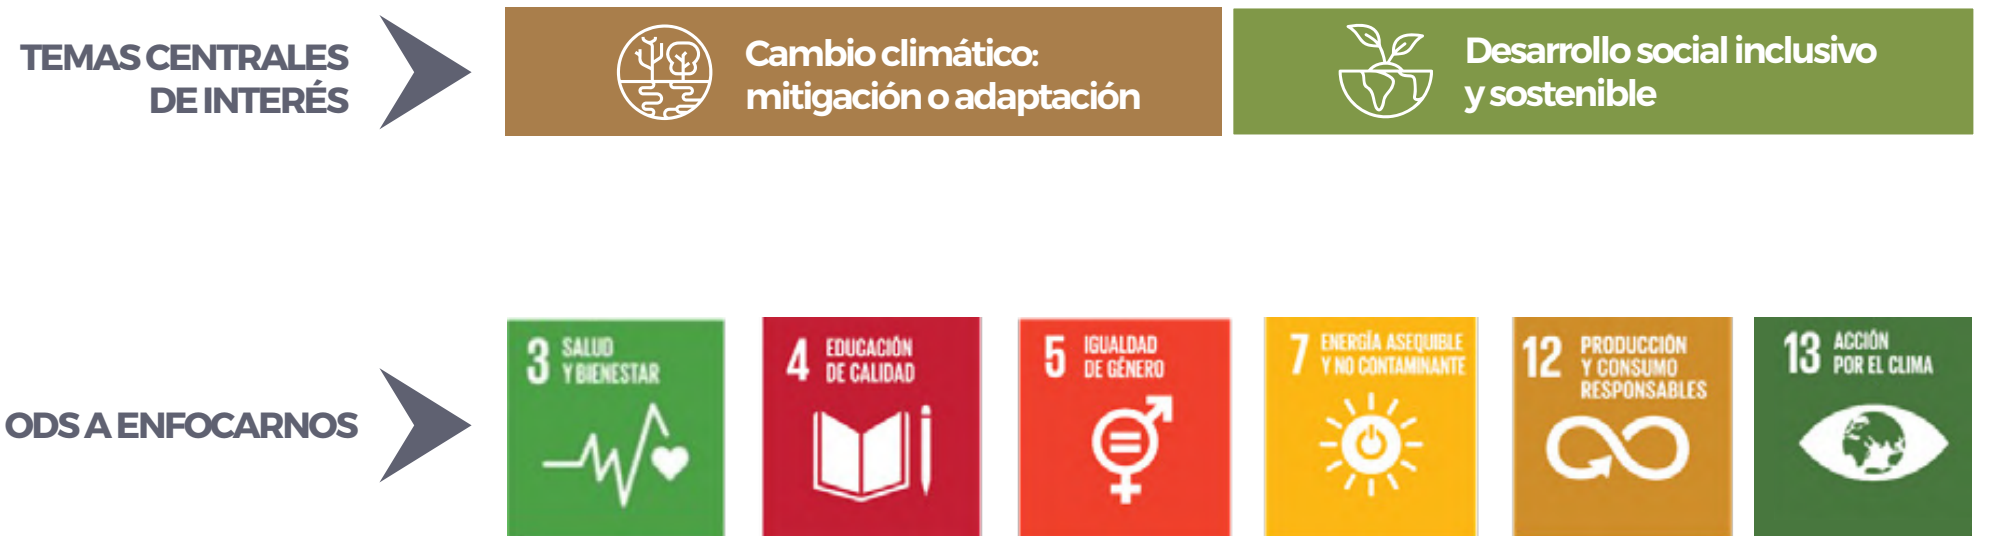 TEMAS CENTRALES
DE INTERÉS
Cambio climático:
mitigación o adaptación
Desarrollo social inclusivo
y sostenible
ODS A ENFOCARNOS
3 SALUD
Y BIENESTAR
4 EDUCACIÓN
DE CALIDAD
5 IGUALDAD
DE GÉNERO
7 ENERGÍA ASEQUIBLE
Y NO CONTAMINANTE
12 PRODUCCIÓN
Y CONSUMO
RESPONSABLES
13 ACCIÓN
POR EL CLIMA